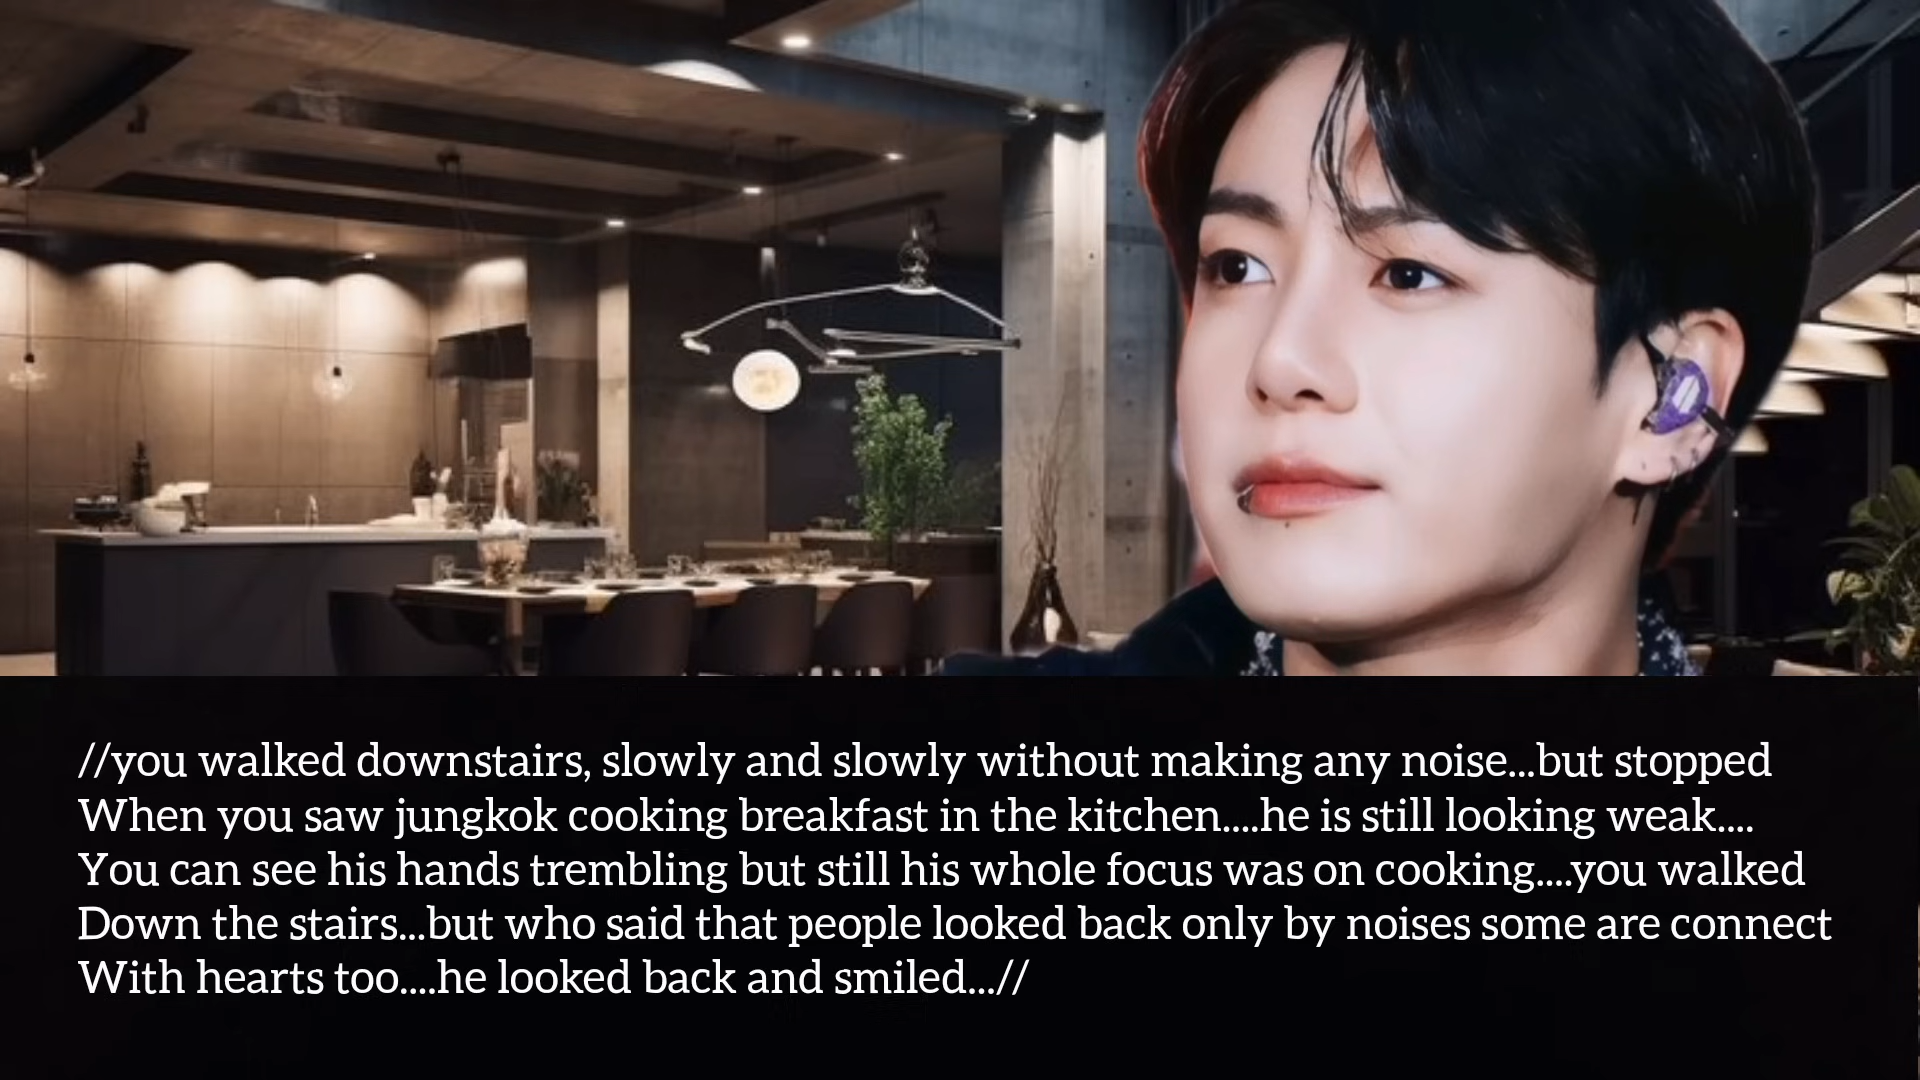 //you walked downstairs, slowly and slowly without making any noise...but stopped
When you saw jungkok cooking breakfast in the kitchen....he is still looking weak....
You can see his hands trembling but still his whole focus was on cooking....you walked
Down the stairs...but who said that people looked back only by noises some are connect
With hearts too....he looked back and smiled...//